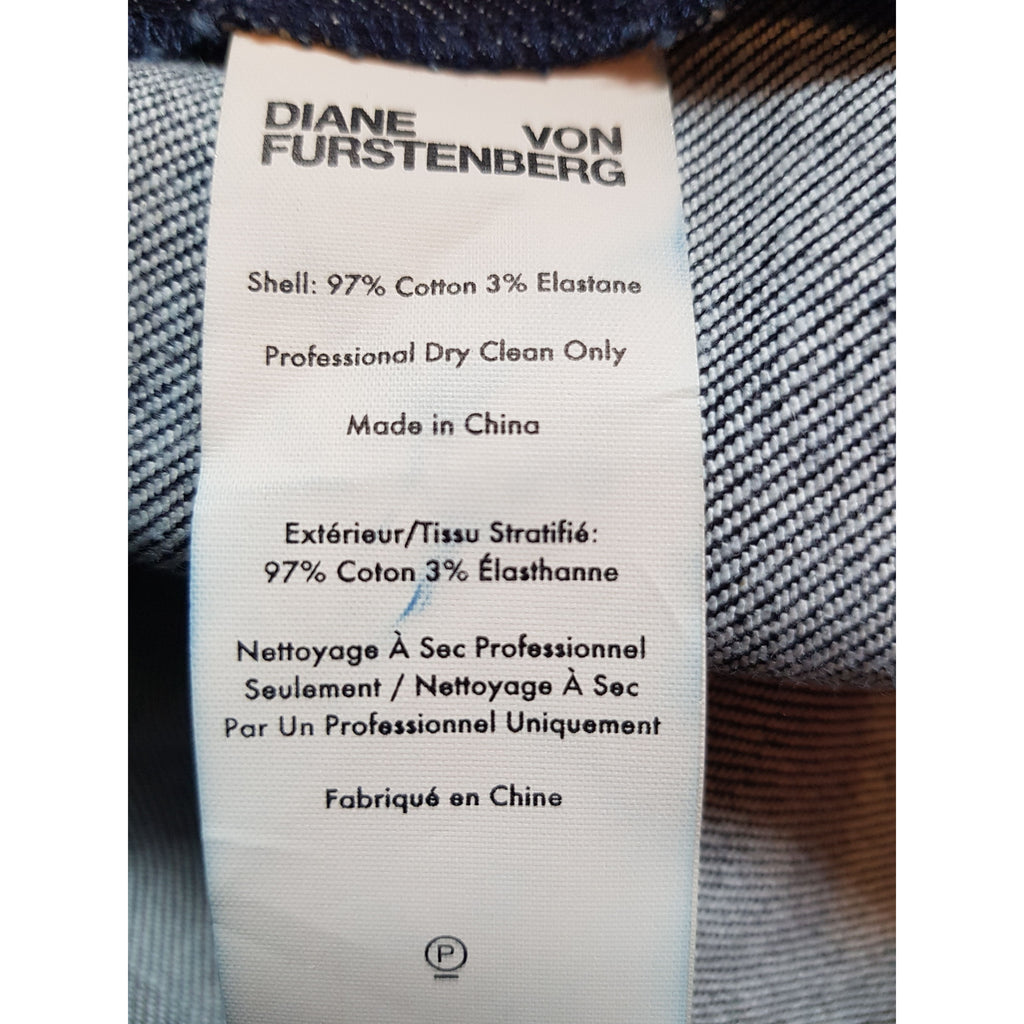 DIANE VON
FURSTENBERG
Shell: 97% Cotton 3% Elastane
Professional Dry Clean Only
Made in China
Extérieur/Tissu Stratifié:
97% Coton 3% Élasthanne
Nettoyage À Sec Professionnel
Seulement / Nettoyage À Sec
Par Un Professionnel Uniquement
Fabriqué en Chine
P